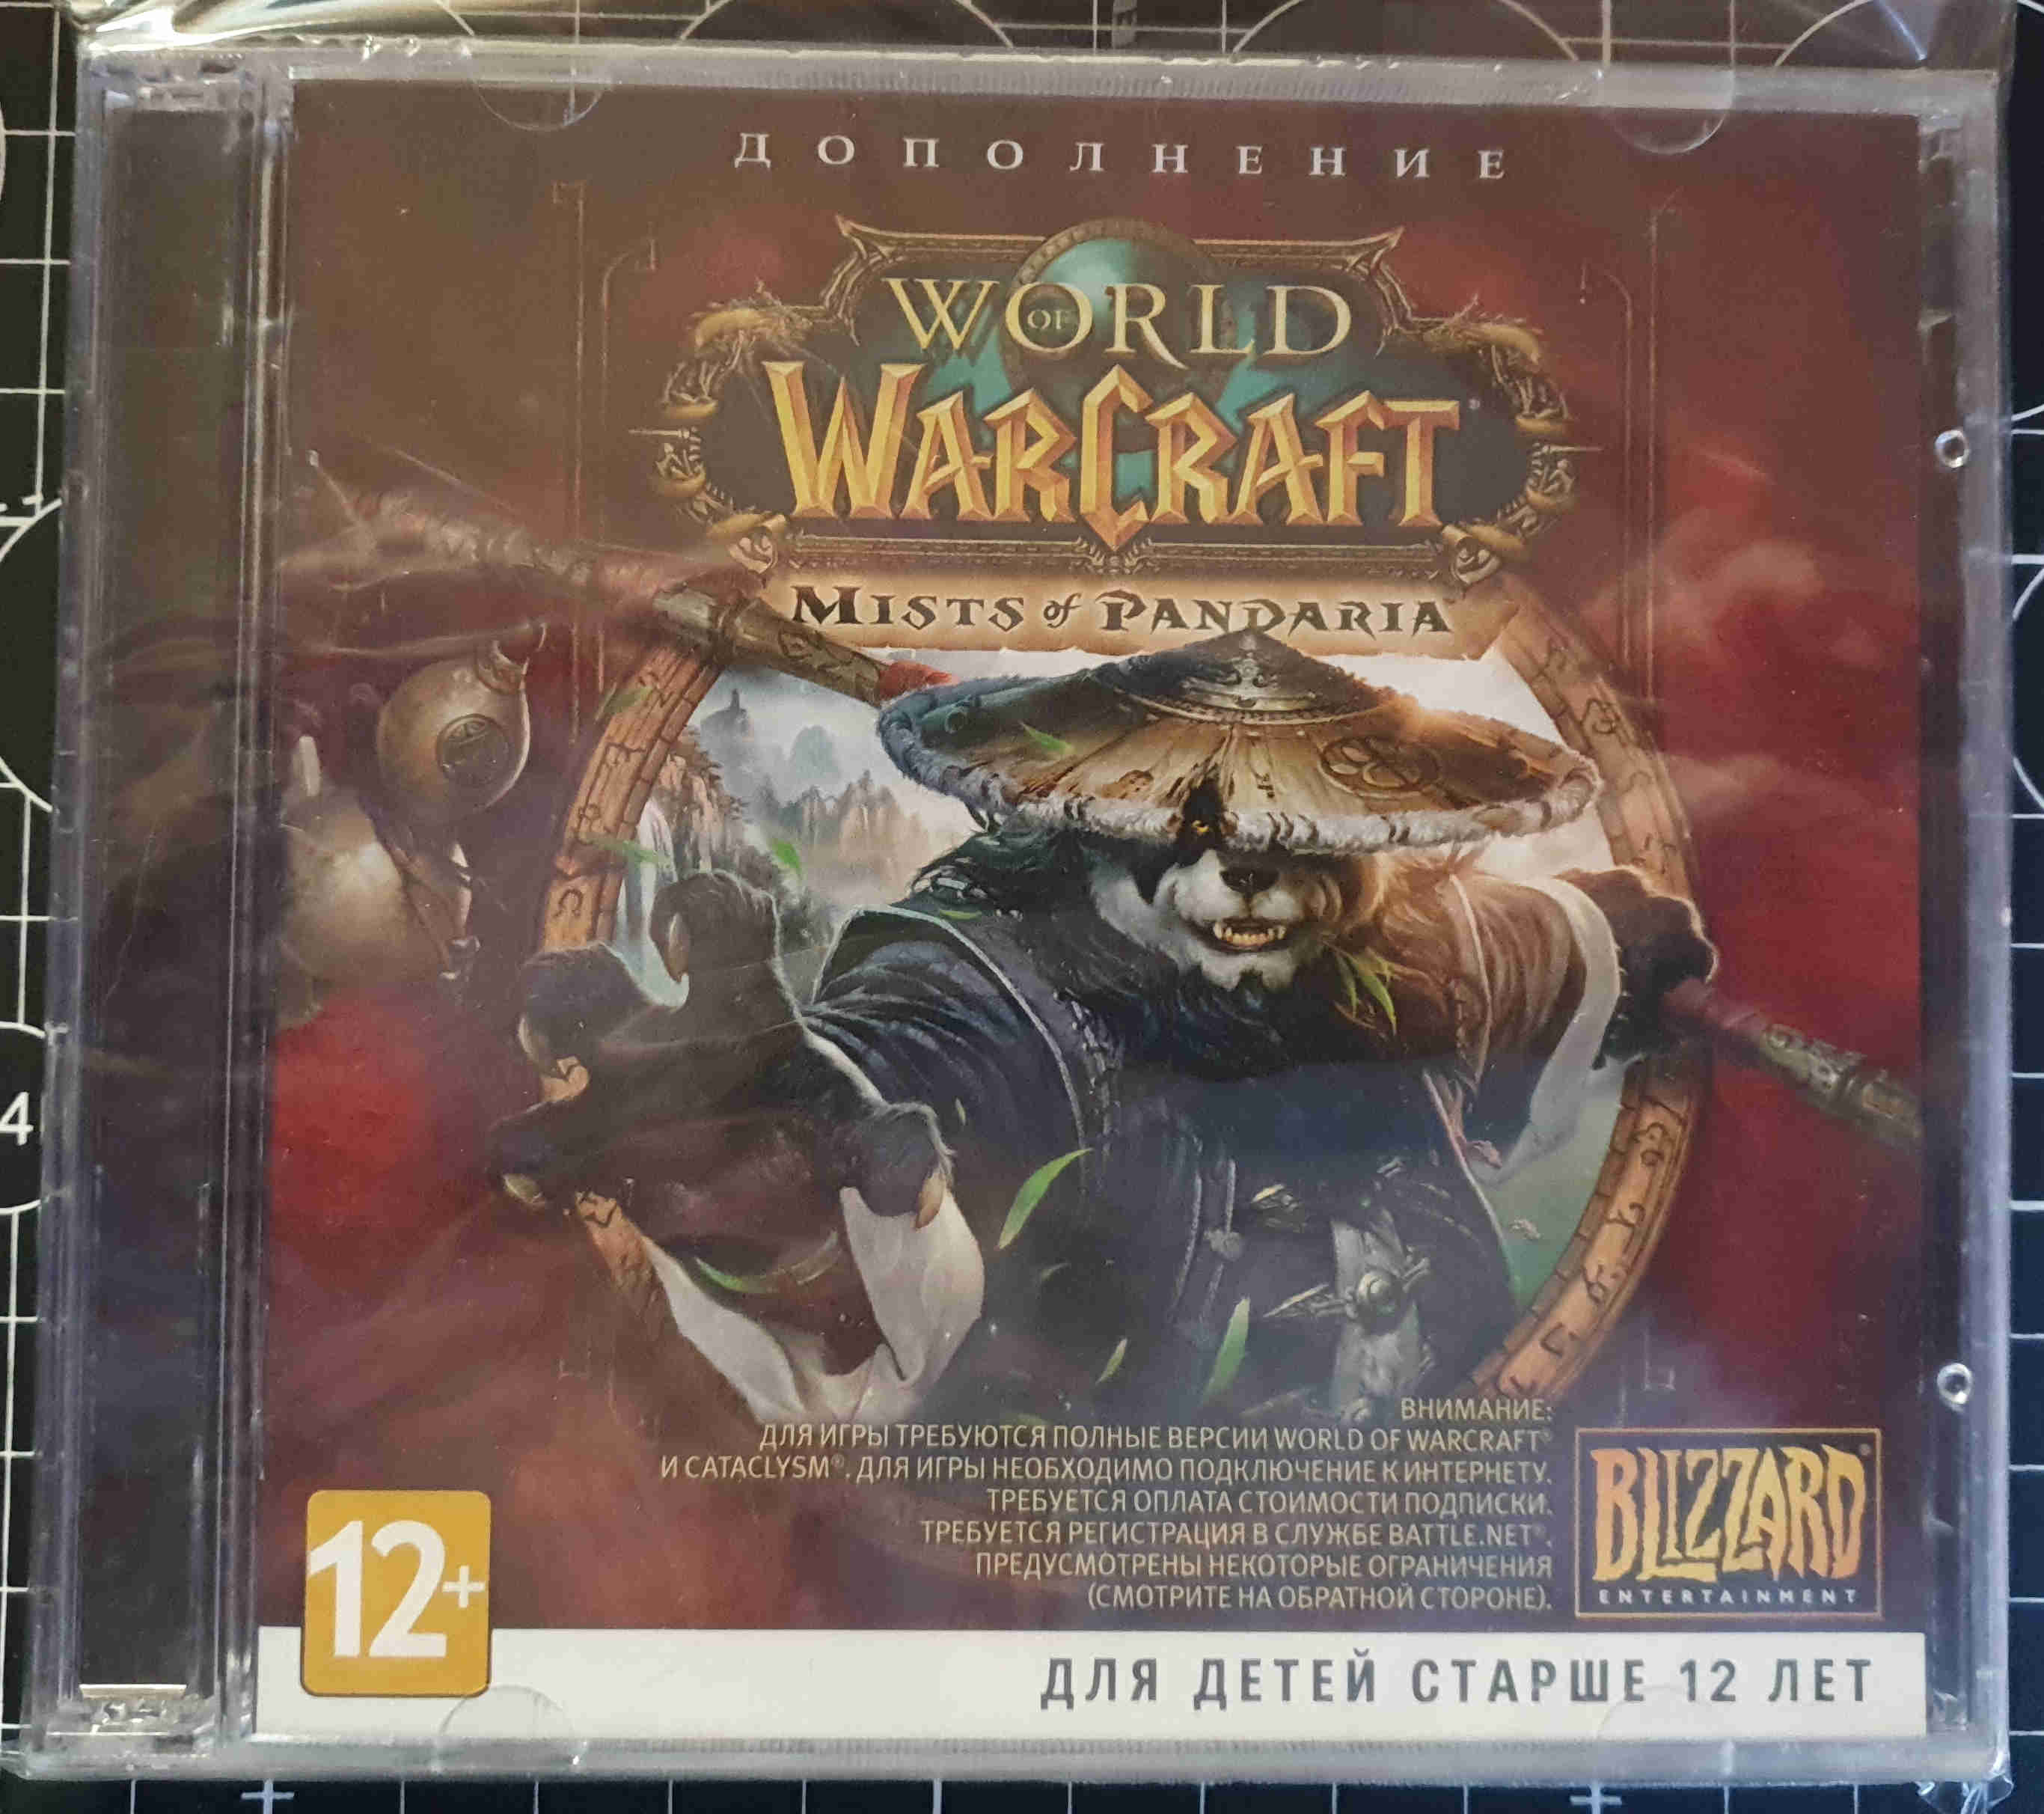 ДОПОЛНЕНИЕ
WORLD OF
WARCRAFT®
MISTS of PANDARIA
ВНИМАНИЕ:
ДЛЯ ИГРЫ ТРЕБУЮТСЯ ПОЛНЫЕ ВЕРСИИ WORLD OF WARCRAFT®
И CATACLYSM®. ДЛЯ ИГРЫ НЕОБХОДИМО ПОДКЛЮЧЕНИЕ К ИНТЕРНЕТУ.
ТРЕБУЕТСЯ ОПЛАТА СТОИМОСТИ ПОДПИСКИ.
ТРЕБУЕТСЯ РЕГИСТРАЦИЯ В СЛУЖБЕ BATTLE.NET®.
ПРЕДУСМОТРЕНЫ НЕКОТОРЫЕ ОГРАНИЧЕНИЯ
(СМОТРИТЕ НА ОБРАТНОЙ СТОРОНЕ).
BLIZZARD®
ENTERTAINMENT
12+
ДЛЯ ДЕТЕЙ СТАРШЕ 12 ЛЕТ
4